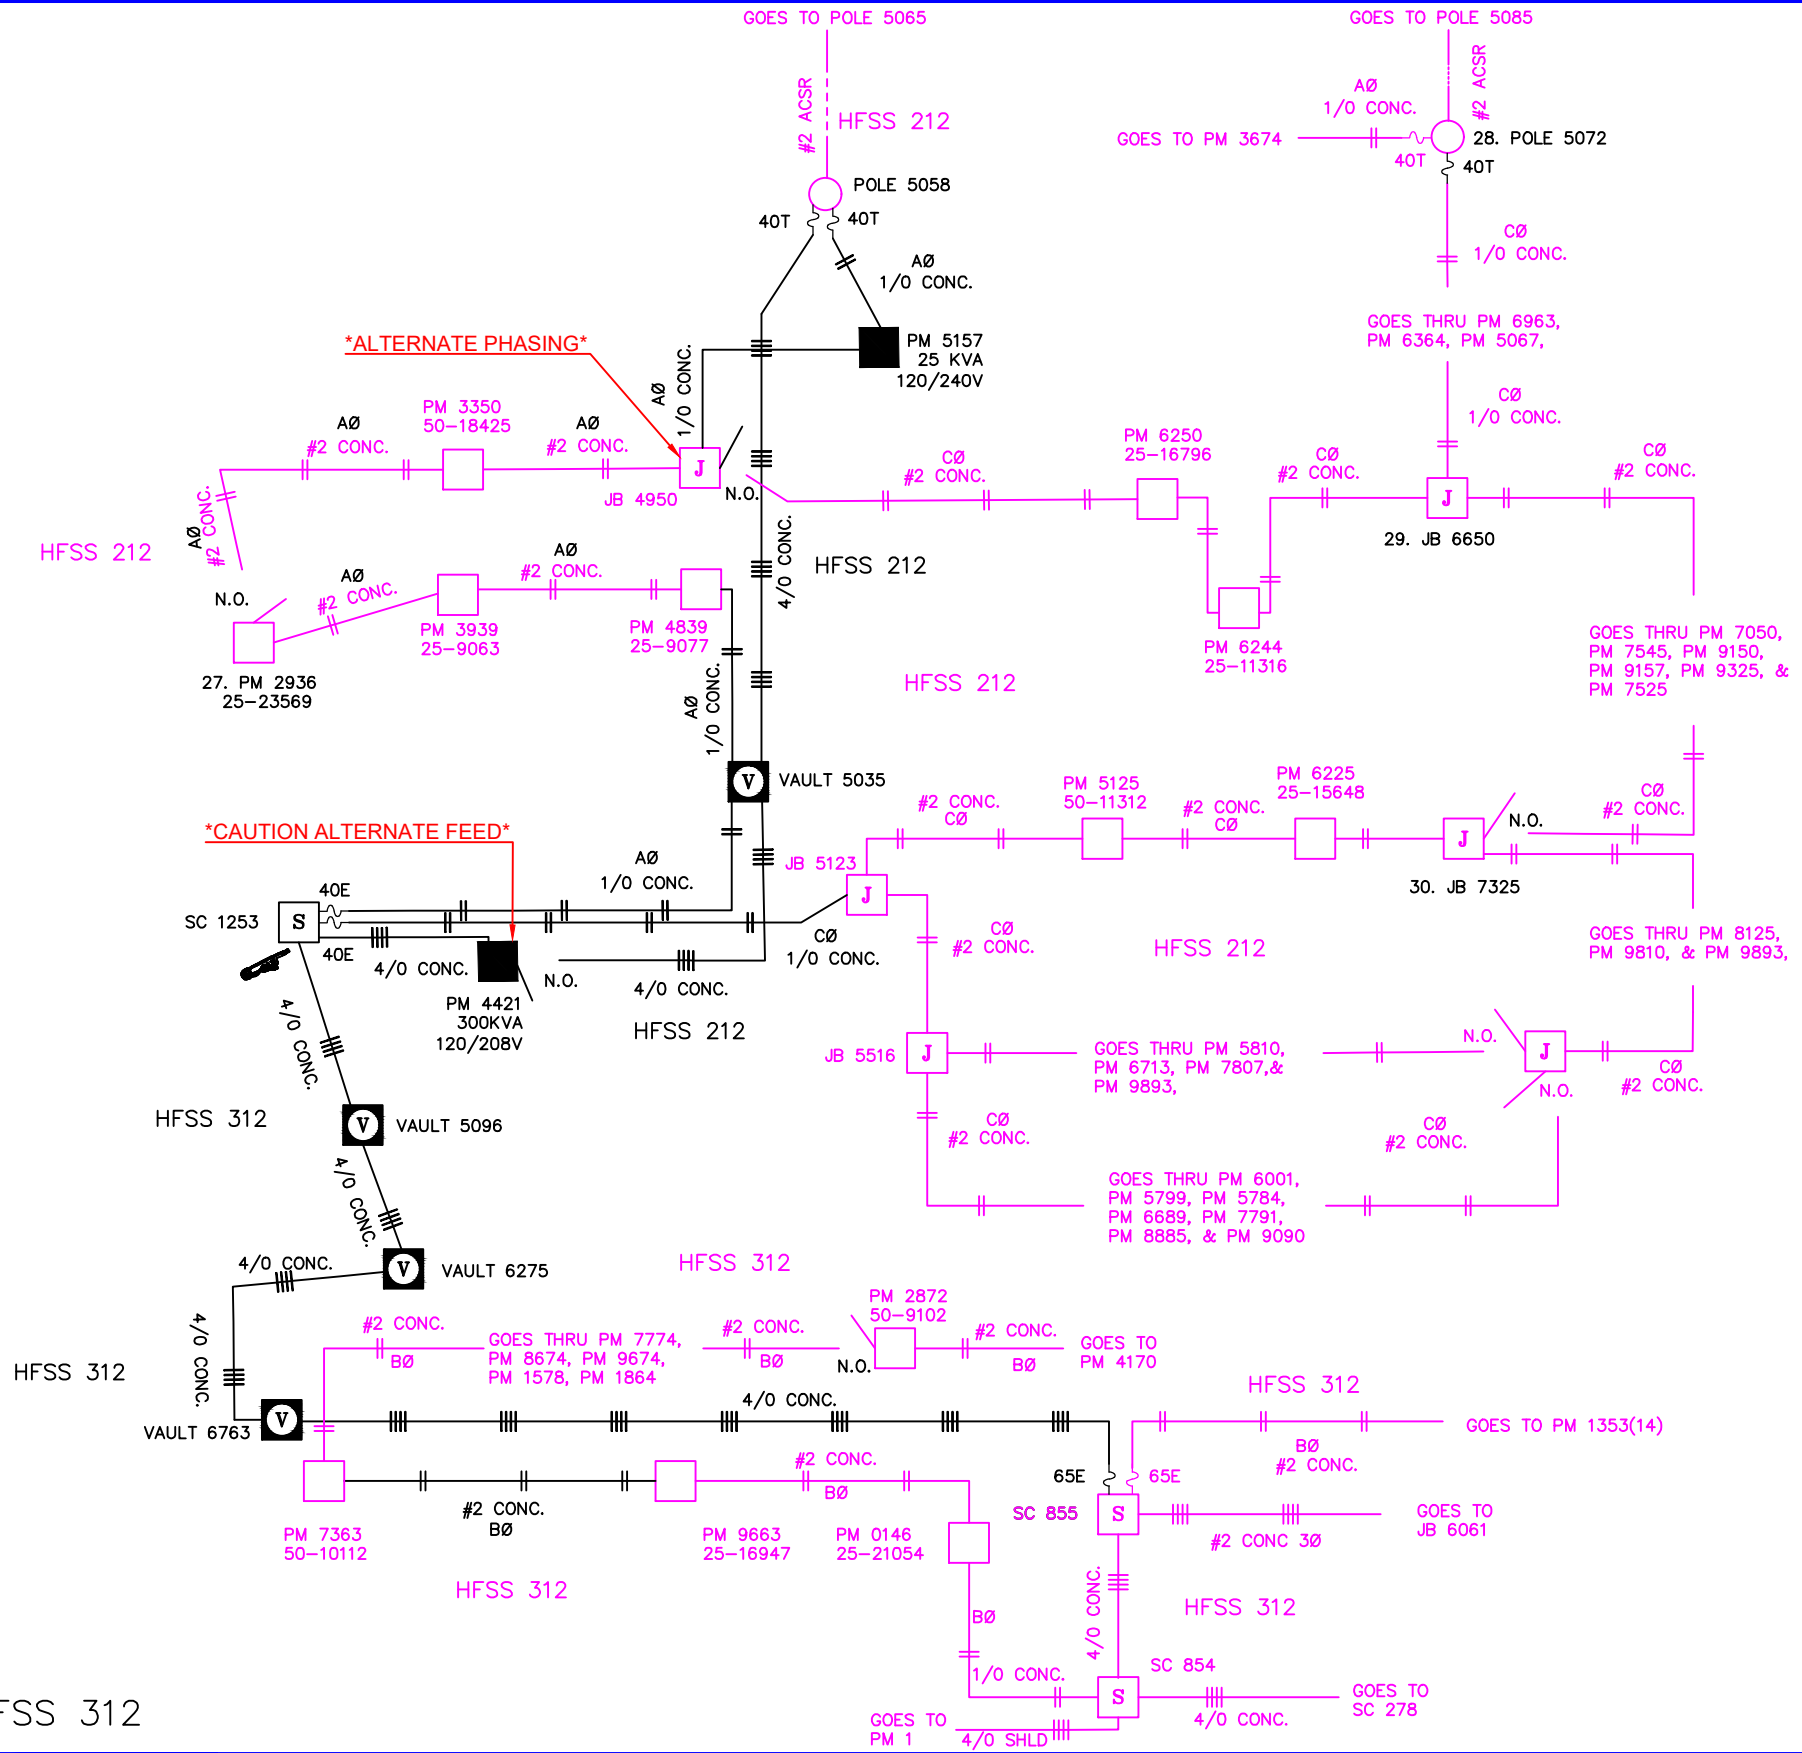 GOES TO POLE 5065
GOES TO POLE 5085
#2 ACSR
HFSS 212
AØ
1/0 CONC.
#2 ACSR
GOES TO PM 3674
40T
28. POLE 5072
40T
POLE 5058
40T
40T
AØ
1/0 CONC.
CØ
1/0 CONC.
*ALTERNATE PHASING*
PM 5157
25 KVA
120/240V
GOES THRU PM 6963,
PM 6364, PM 5067,
AØ
1/0 CONC.
PM 3350
50-18425
AØ
#2 CONC.
AØ
#2 CONC.
J
JB 4950
N.O.
CØ
#2 CONC.
PM 6250
25-16796
CØ
1/0 CONC.
CØ
#2 CONC.
CØ
#2 CONC.
J
29. JB 6650
HFSS 212
AØ
#2 CONC.
4/0 CONC.
HFSS 212
AØ
#2 CONC.
AØ
#2 CONC.
N.O.
27. PM 2936
25-23569
PM 3939
25-9063
PM 4839
25-9077
PM 6244
25-11316
GOES THRU PM 7050,
PM 7545, PM 9150,
PM 9157, PM 9325, &
PM 7525
HFSS 212
AØ
1/0 CONC.
V
VAULT 5035
PM 5125
50-11312
PM 6225
25-15648
#2 CONC.
CØ
#2 CONC.
CØ
CØ
#2 CONC.
N.O.
J
30. JB 7325
*CAUTION ALTERNATE FEED*
AØ
1/0 CONC.
JB 5123
J
40E
SC 1253
S
40E
4/0 CONC.
PM 4421
300KVA
120/208V
N.O.
4/0 CONC.
HFSS 212
CØ
1/0 CONC.
CØ
#2 CONC.
HFSS 212
GOES THRU PM 8125,
PM 9810, & PM 9893,
4/0 CONC.
JB 5516
J
GOES THRU PM 5810,
PM 6713, PM 7807,&
PM 9893,
N.O.
J
N.O.
CØ
#2 CONC.
HFSS 312
V
VAULT 5096
CØ
#2 CONC.
CØ
#2 CONC.
4/0 CONC.
GOES THRU PM 6001,
PM 5799, PM 5784,
PM 6689, PM 7791,
PM 8885, & PM 9090
4/0 CONC.
V
VAULT 6275
HFSS 312
4/0 CONC.
HFSS 312
#2 CONC.
BØ
GOES THRU PM 7774,
PM 8674, PM 9674,
PM 1578, PM 1864
#2 CONC.
BØ
PM 2872
50-9102
N.O.
#2 CONC.
BØ
GOES TO
PM 4170
HFSS 312
4/0 CONC.
V
VAULT 6763
GOES TO PM 1353(14)
BØ
#2 CONC.
#2 CONC.
BØ
65E
65E
SC 855
S
#2 CONC.
BØ
GOES TO
JB 6061
#2 CONC 3Ø
PM 7363
50-10112
PM 9663
25-16947
PM 0146
25-21054
HFSS 312
BØ
4/0 CONC.
HFSS 312
1/0 CONC.
SC 854
S
GOES TO
SC 278
4/0 CONC.
GOES TO
PM 1
4/0 SHLD
FSS 312